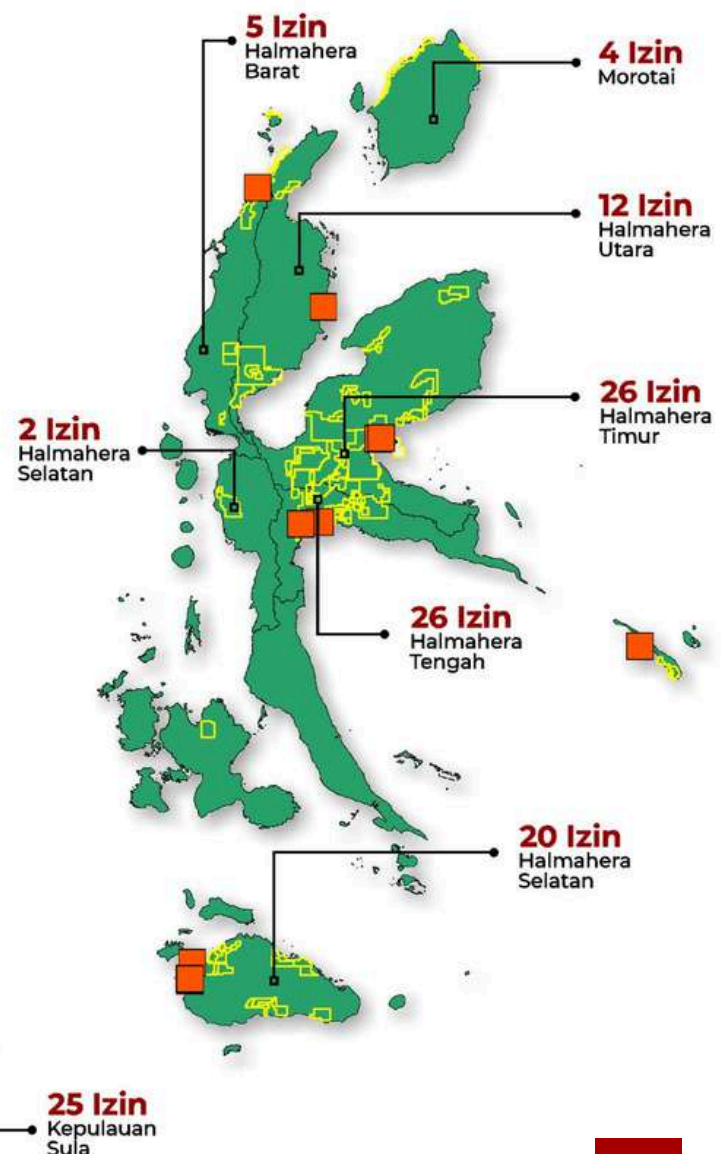 5 Izin
Halmahera
Barat
4 Izin
Morotai
12 Izin
Halmahera
Utara
26 Izin
Halmahera
Timur
2 Izin
Halmahera
Selatan
26 Izin
Halmahera
Tengah
20 Izin
Halmahera
Selatan
25 Izin
Kepulauan
Sula